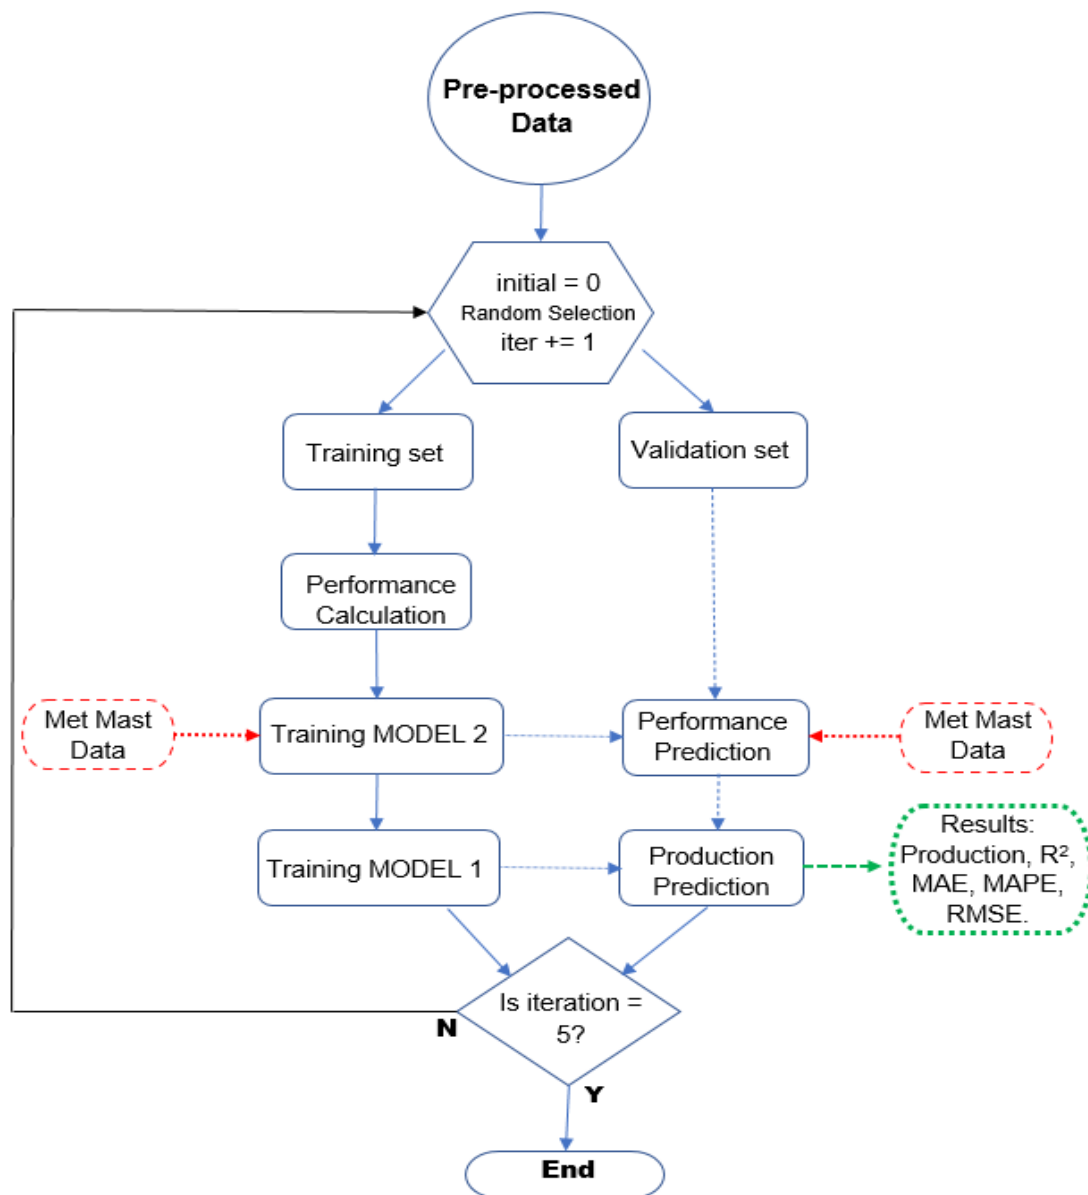 Pre-processed
Data
initial = 0
Random Selection
iter += 1
Training set
Validation set
Performance
Calculation
Met Mast
Data
Training MODEL 2
Performance
Prediction
Met Mast
Data
Training MODEL 1
Production
Prediction
Results:
Production, R²,
MAE, MAPE,
RMSE.
Is iteration =
5?
N
Y
End